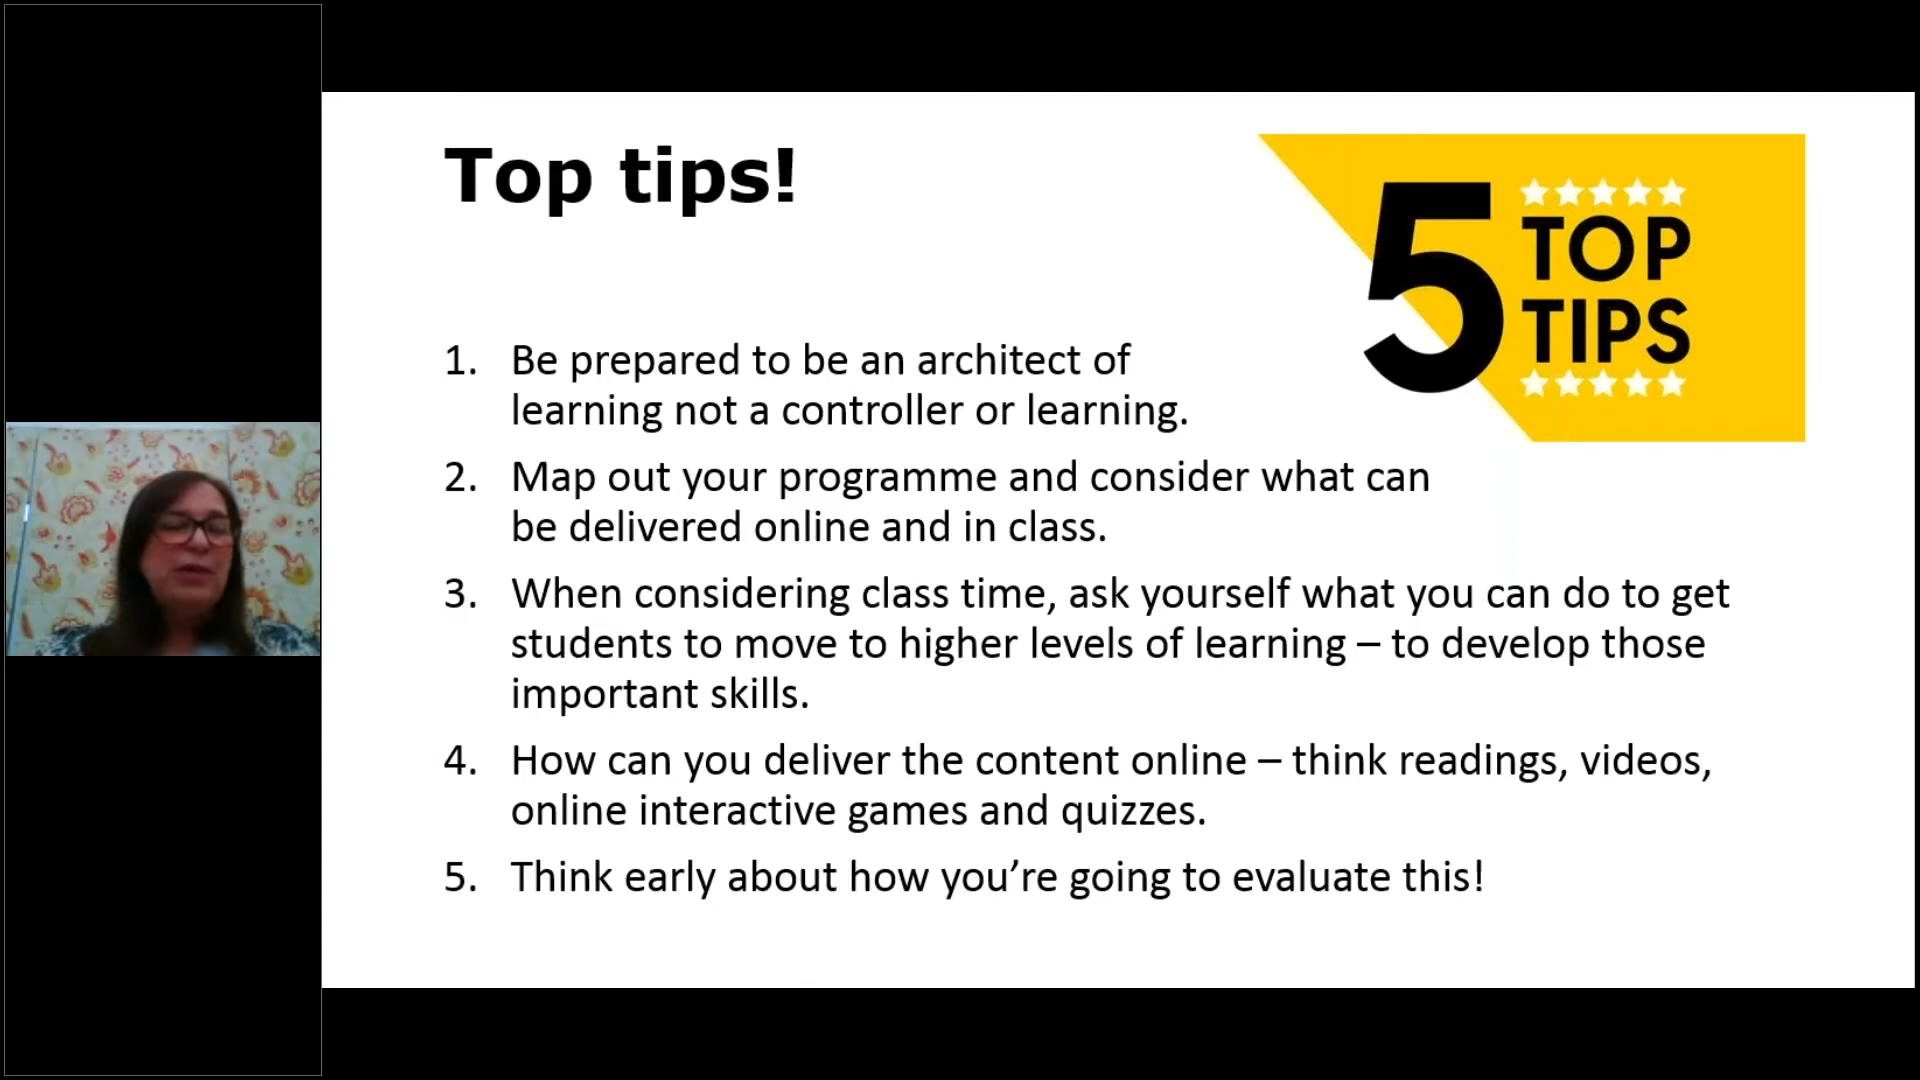 Top tips!
5
TOP
TIPS
1. Be prepared to be an architect of
learning not a controller or learning.
2. Map out your programme and consider what can
be delivered online and in class.
3. When considering class time, ask yourself what you can do to get
students to move to higher levels of learning – to develop those
important skills.
4. How can you deliver the content online – think readings, videos,
online interactive games and quizzes.
5. Think early about how you’re going to evaluate this!